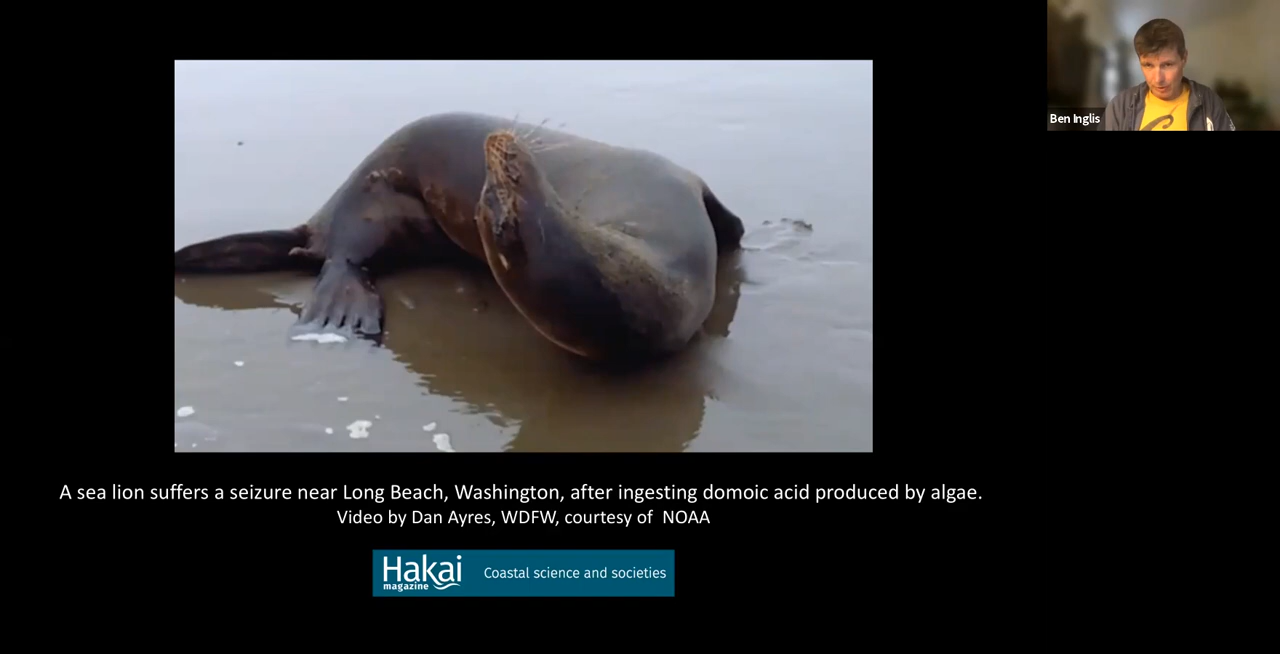 Ben Inglis
A sea lion suffers a seizure near Long Beach, Washington, after ingesting domoic acid produced by algae.
Video by Dan Ayres, WDFW, courtesy of  NOAA
Hakai
magazine
Coastal science and societies